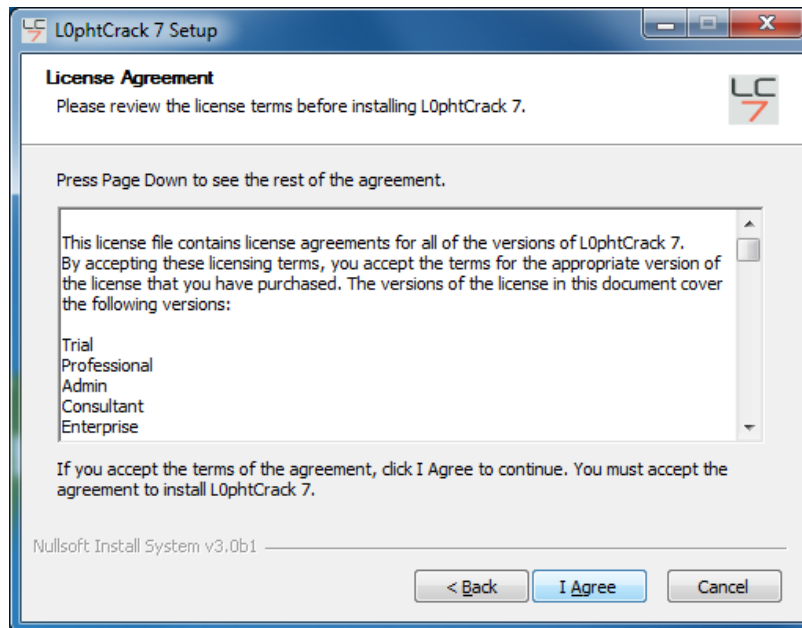 L0phtCrack 7 Setup
License Agreement
Please review the license terms before installing L0phtCrack 7.
LC
7
Press Page Down to see the rest of the agreement.
This license file contains license agreements for all of the versions of L0phtCrack 7.
By accepting these licensing terms, you accept the terms for the appropriate version of
the license that you have purchased. The versions of the license in this document cover
the following versions:
Trial
Professional
Admin
Consultant
Enterprise
If you accept the terms of the agreement, click I Agree to continue. You must accept the
agreement to install L0phtCrack 7.
Nullsoft Install System v3.0b1
< Back
I Agree
Cancel